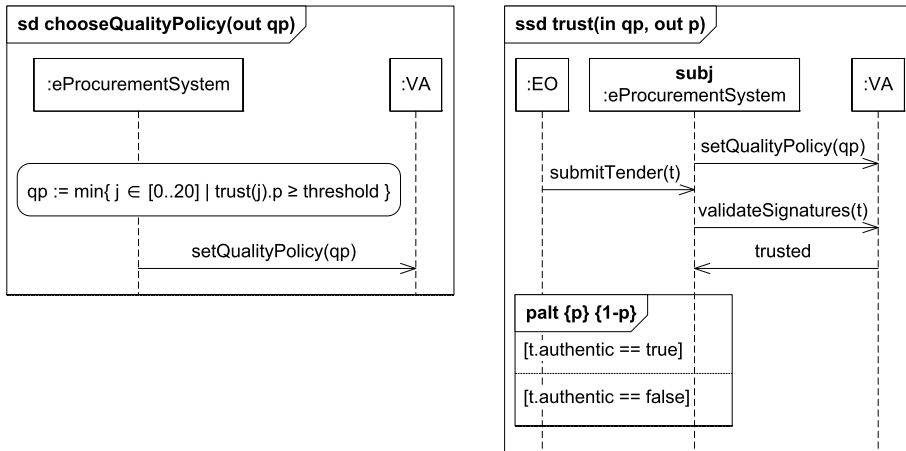 sd chooseQualityPolicy(out qp)
:eProcurementSystem
:VA
qp := min{ j ∈ [0..20] | trust(j).p ≥ threshold }
setQualityPolicy(qp)
ssd trust(in qp, out p)
:EO
subj
:eProcurementSystem
:VA
setQualityPolicy(qp)
submitTender(t)
validateSignatures(t)
trusted
palt {p} {1-p}
[t.authentic == true]
[t.authentic == false]